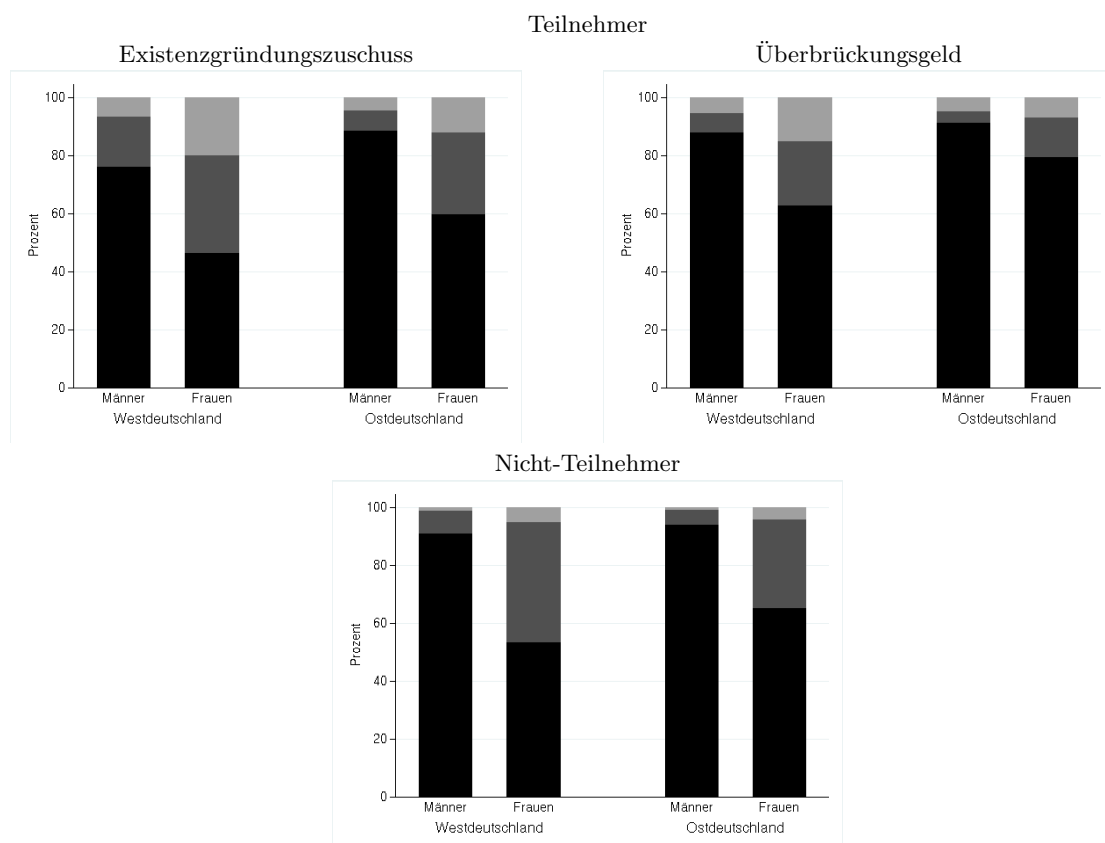 Teilnehmer
Existenzgründungszuschuss
100
80
60
40
20
0
Prozent
Männer Frauen Männer Frauen
Westdeutschland Ostdeutschland
Überbrückungsgeld
100
80
60
40
20
0
Prozent
Männer Frauen Männer Frauen
Westdeutschland Ostdeutschland
Nicht-Teilnehmer
100
80
60
40
20
0
Prozent
Männer Frauen Männer Frauen
Westdeutschland Ostdeutschland